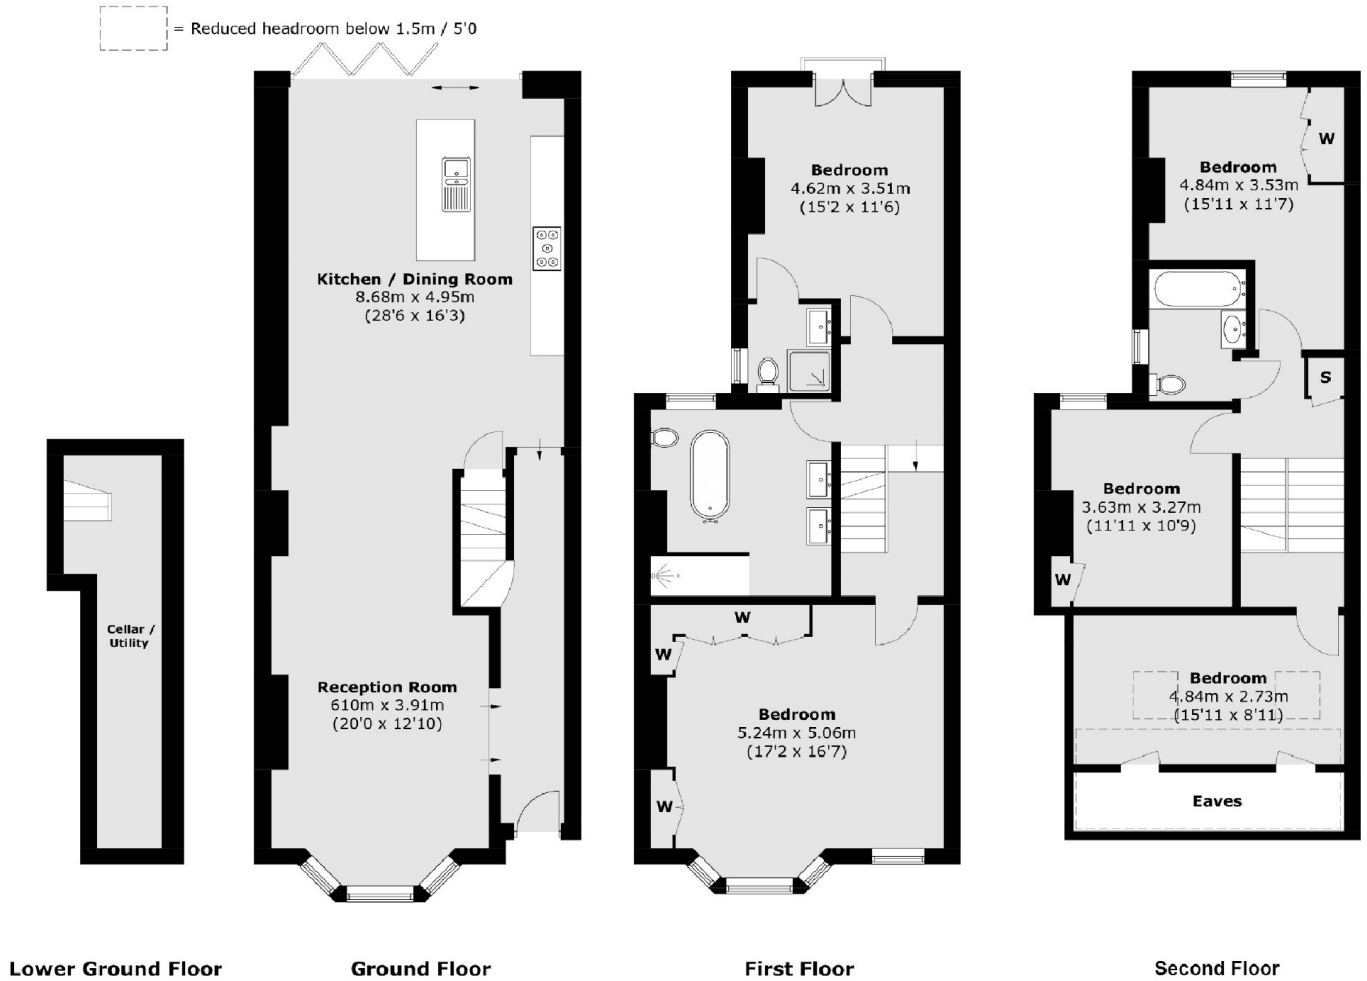 = Reduced headroom below 1.5m / 5'0
Kitchen / Dining Room
8.68m x 4.95m
(28'6 x 16'3)
Reception Room
610m x 3.91m
(20'0 x 12'10)
Cellar /
Utility
Bedroom
4.62m x 3.51m
(15'2 x 11'6)
W
W
Bedroom
5.24m x 5.06m
(17'2 x 16'7)
W
Bedroom
4.84m x 3.53m
(15'11 x 11'7)
W
S
Bedroom
3.63m x 3.27m
(11'11 x 10'9)
W
Bedroom
4.84m x 2.73m
(15'11 x 8'11)
Eaves
Lower Ground Floor
Ground Floor
First Floor
Second Floor